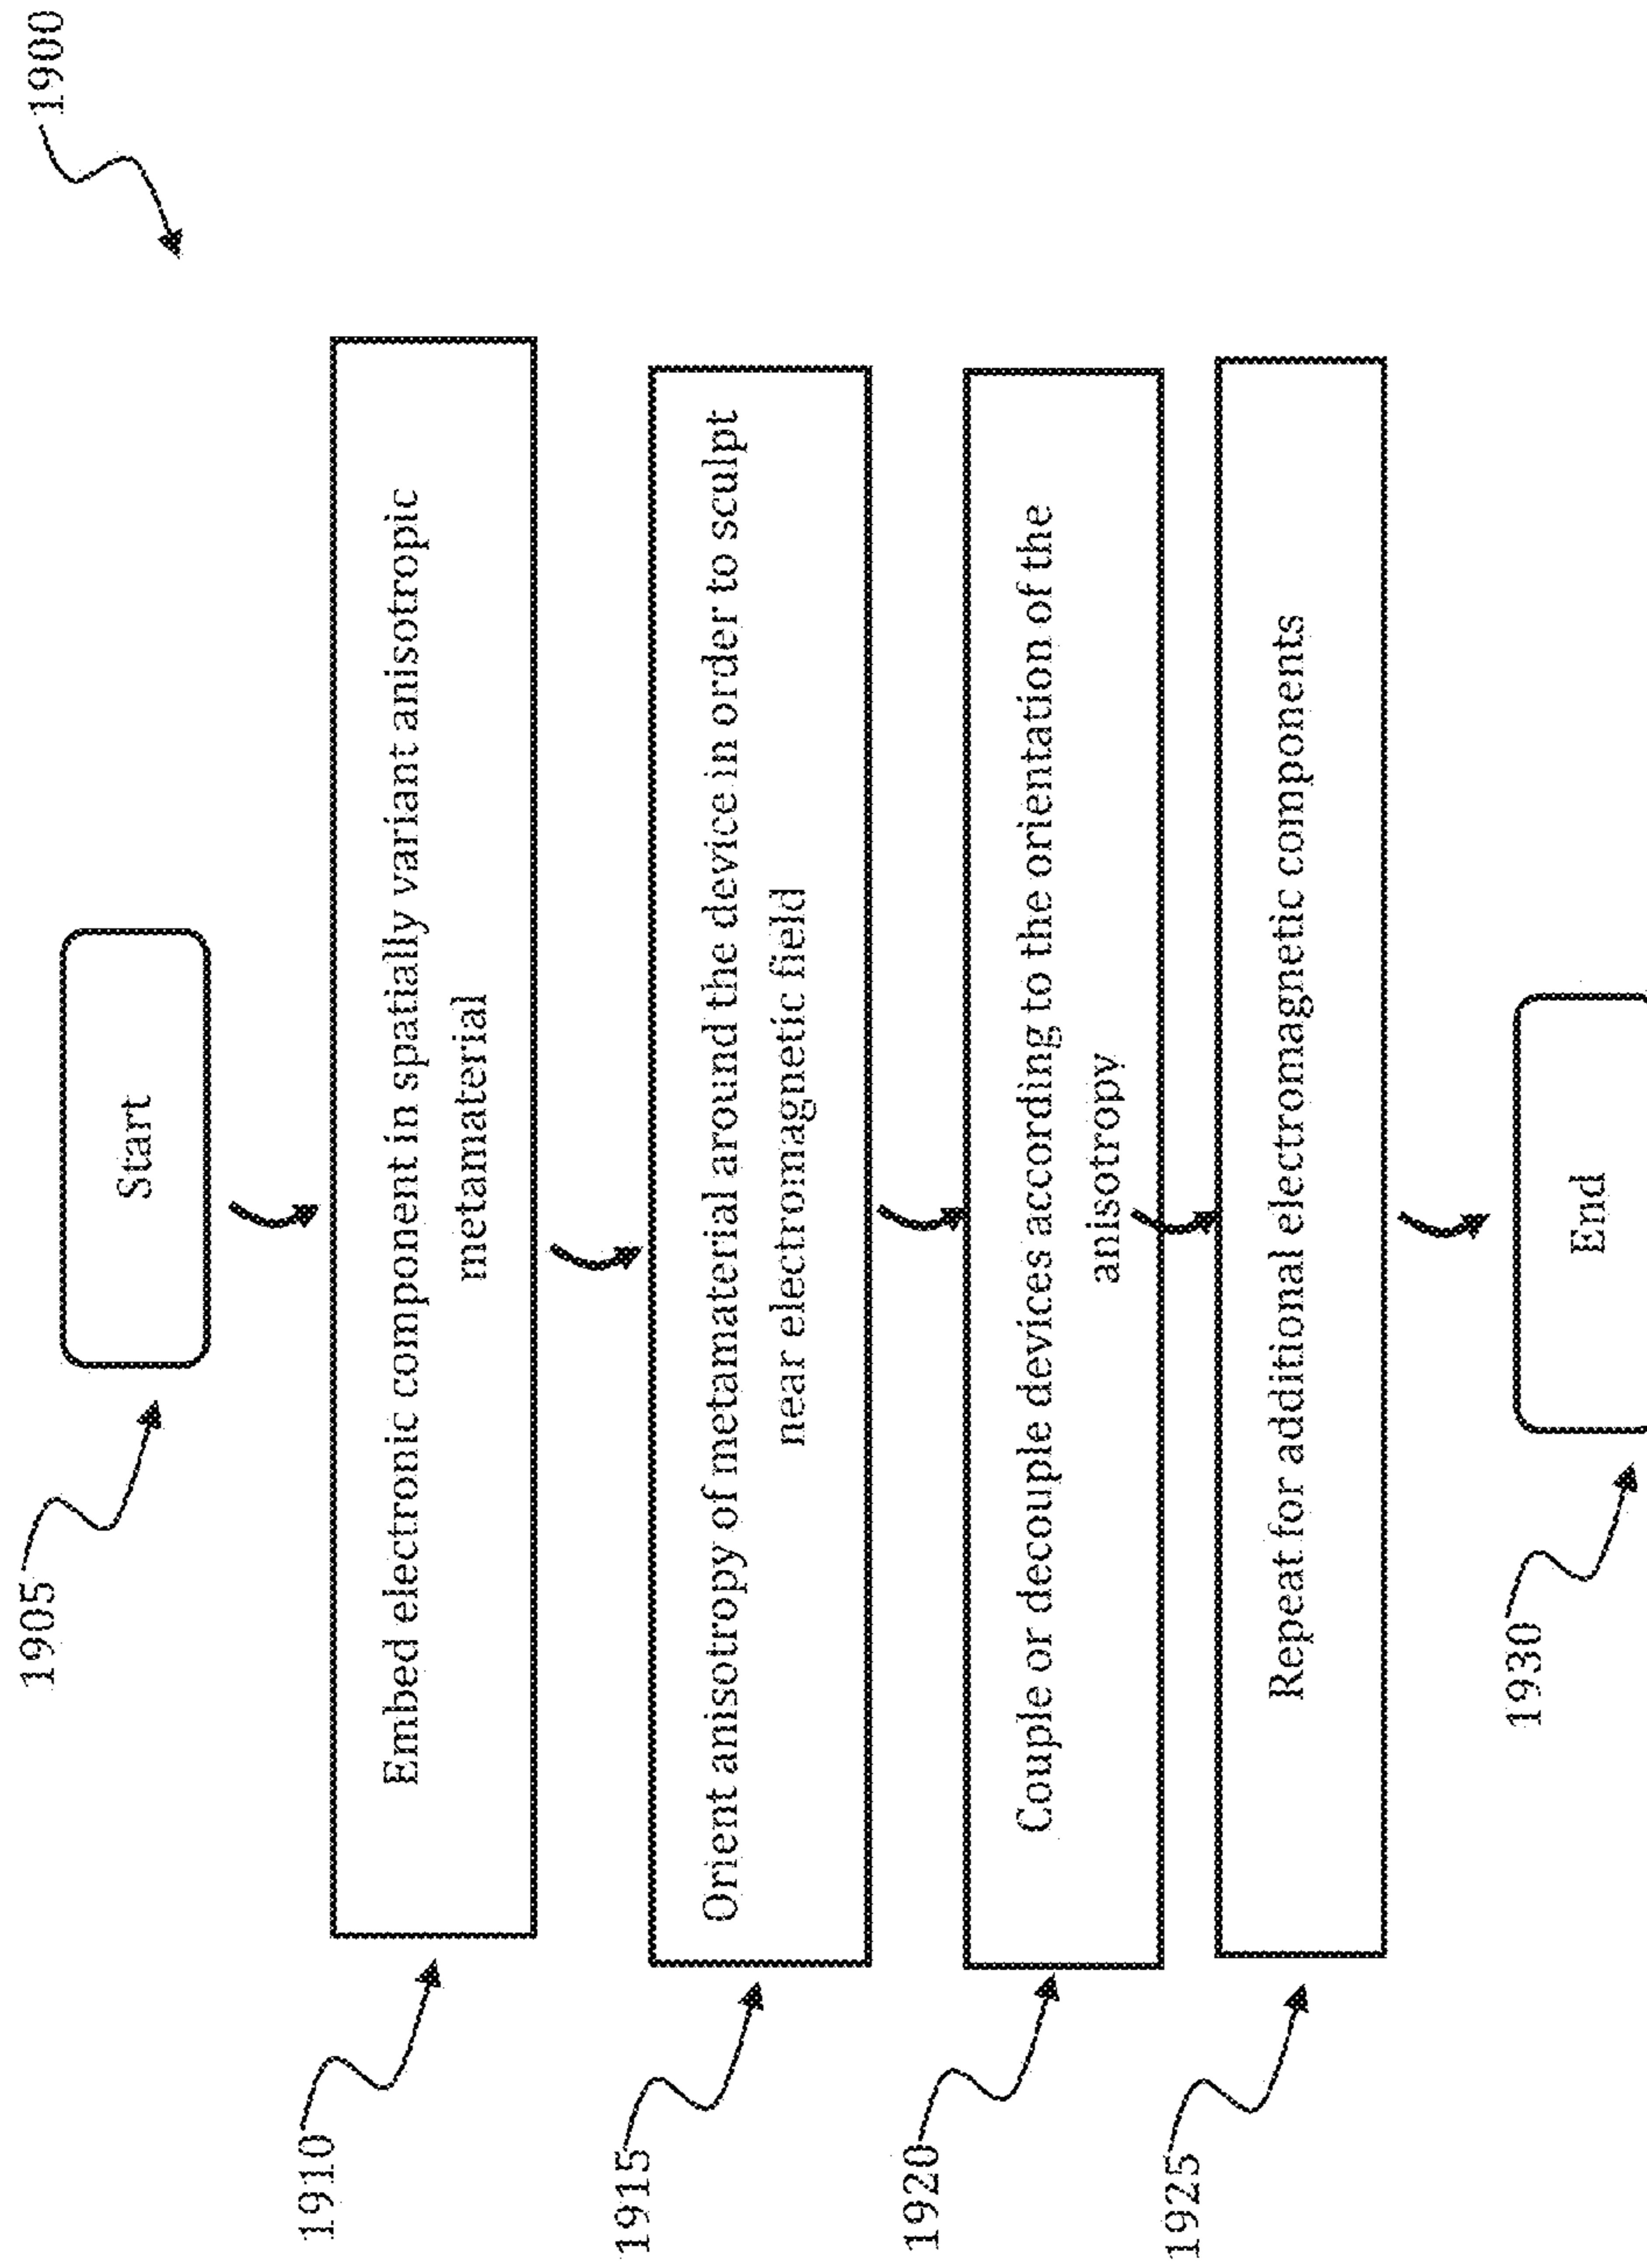 1900
1905
Start
1910
Embed electronic component in spatially variant anisotropic
metamaterial
1915
Orient anisotropy of metamaterial around the device in order to sculpt
near electromagnetic field
1920
Couple or decouple devices according to the orientation of the
anisotropy
1925
Repeat for additional electromagnetic components
1930
End